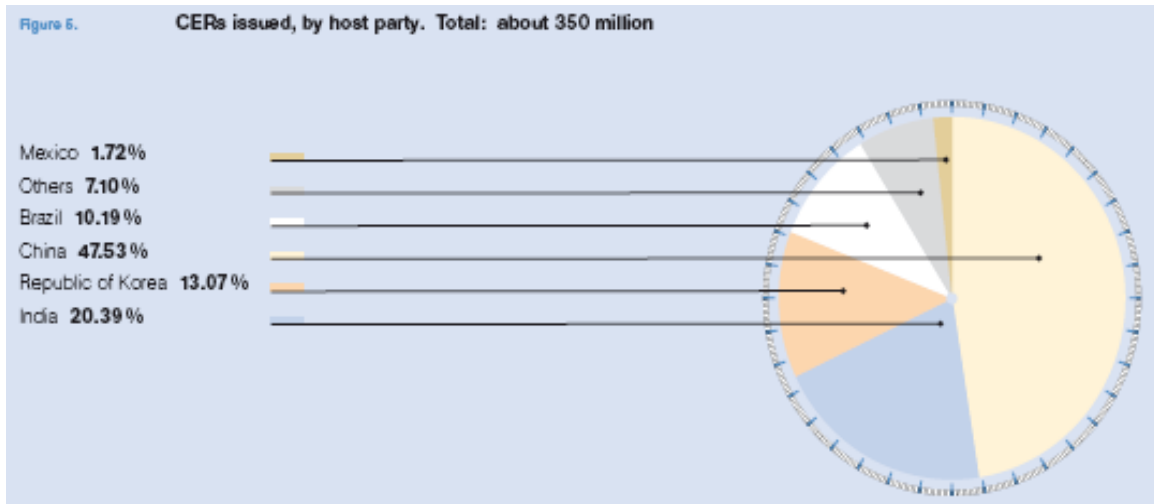 Figure 5.
CERs issued, by host party. Total: about 350 million
Mexico 1.72%
Others 7.10%
Brazil 10.19%
China 47.53%
Republic of Korea 13.07%
India 20.39%